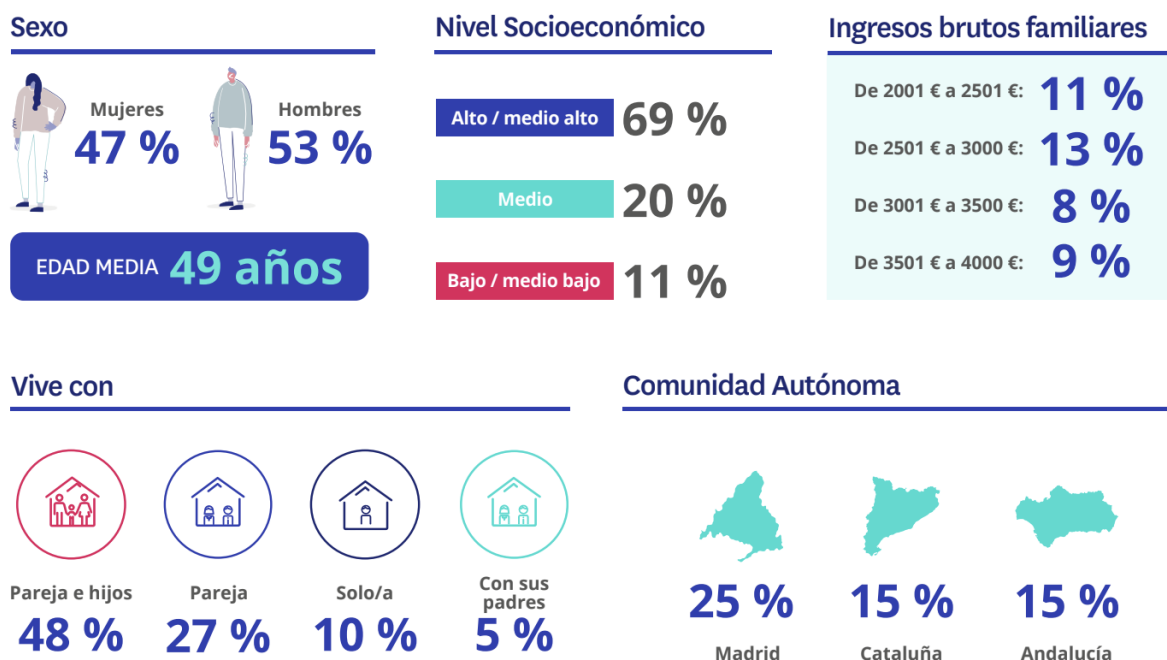 Sexo
Mujeres
47 %
Hombres
53 %
EDAD MEDIA 49 años
Nivel Socioeconómico
Alto / medio alto 69 %
Medio 20 %
Bajo / medio bajo 11 %
Ingresos brutos familiares
De 2001 € a 2501 €: 11 %
De 2501 € a 3000 €: 13 %
De 3001 € a 3500 €: 8 %
De 3501 € a 4000 €: 9 %
Vive con
Pareja e hijos
48 %
Pareja
27 %
Solo/a
10 %
Con sus
padres
5 %
Comunidad Autónoma
25 %
Madrid
15 %
Cataluña
15 %
Andalucía